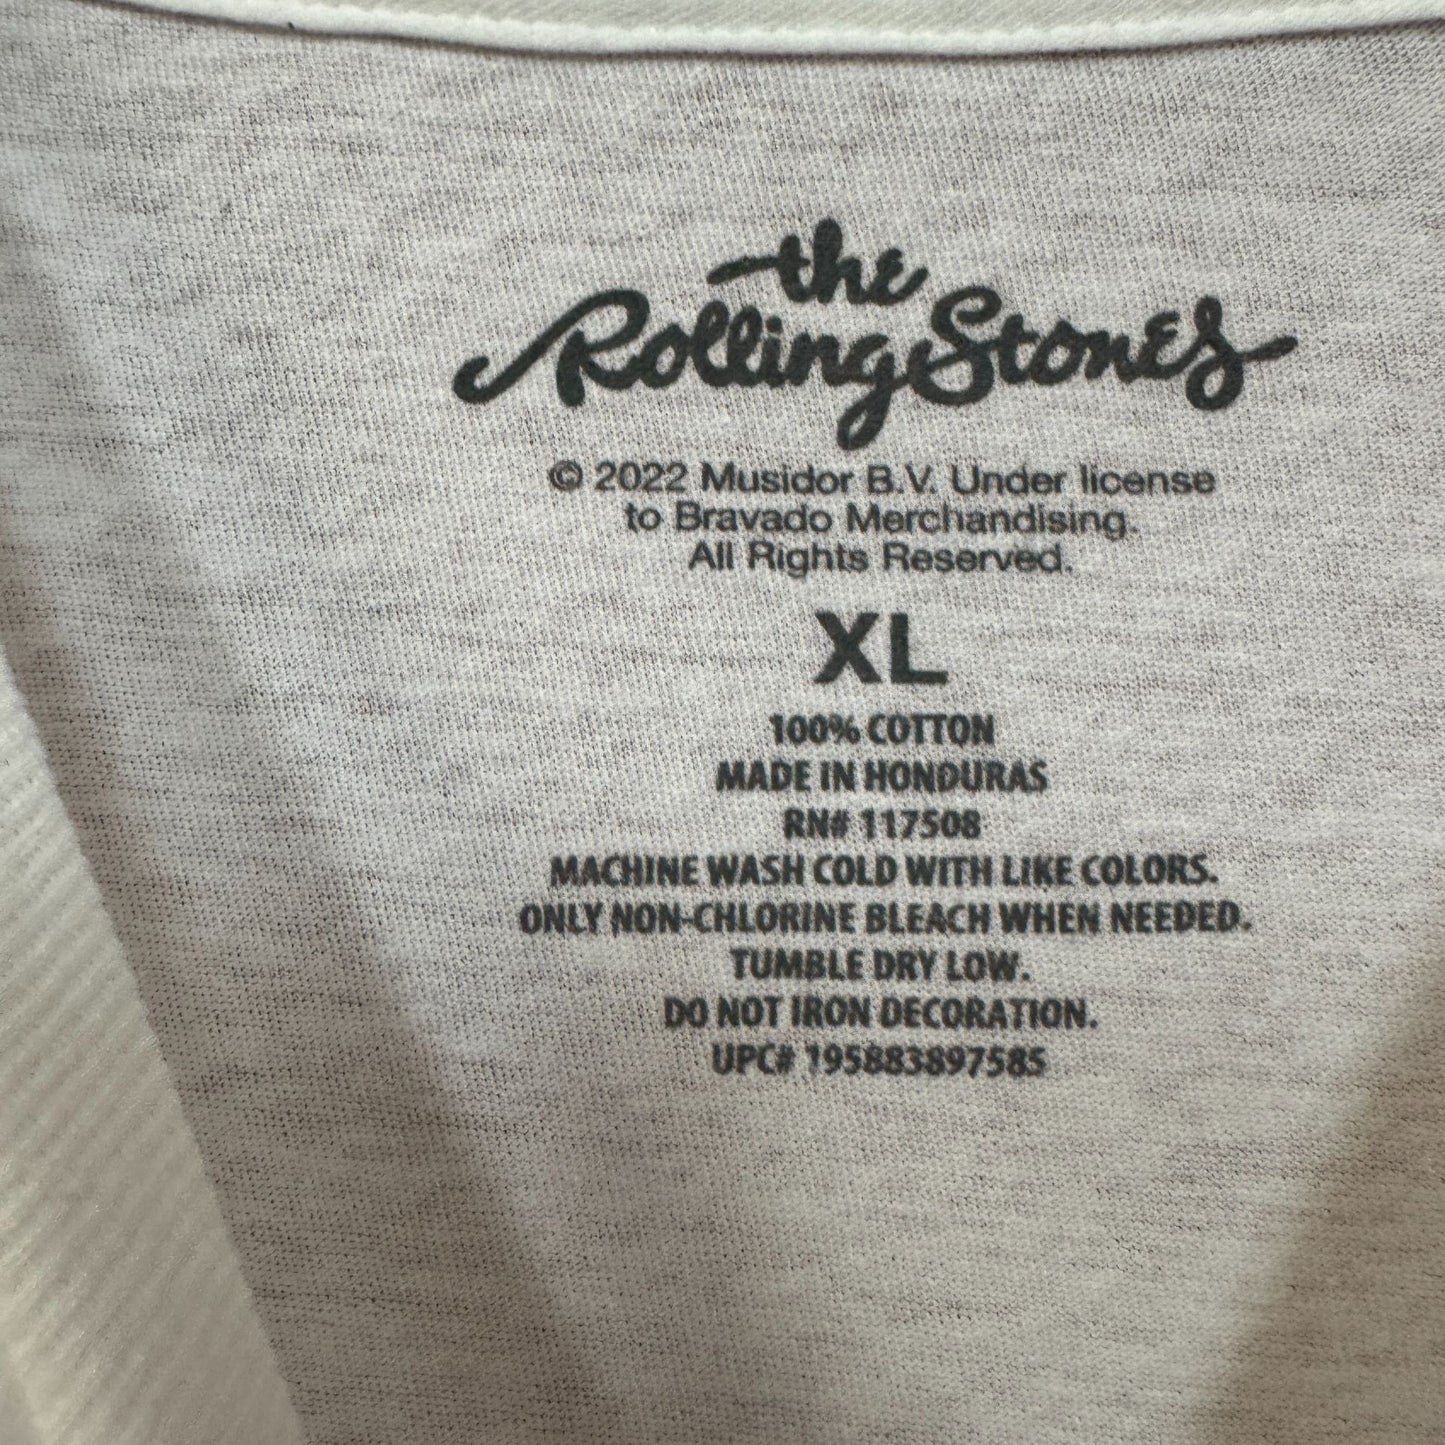 the
Rolling Stones
© 2022 Musidor B.V. Under license
to Bravado Merchandising.
All Rights Reserved.
XL
100% COTTON
MADE IN HONDURAS
RN# 117508
MACHINE WASH COLD WITH LIKE COLORS.
ONLY NON-CHLORINE BLEACH WHEN NEEDED.
TUMBLE DRY LOW.
DO NOT IRON DECORATION.
UPC# 195883897585